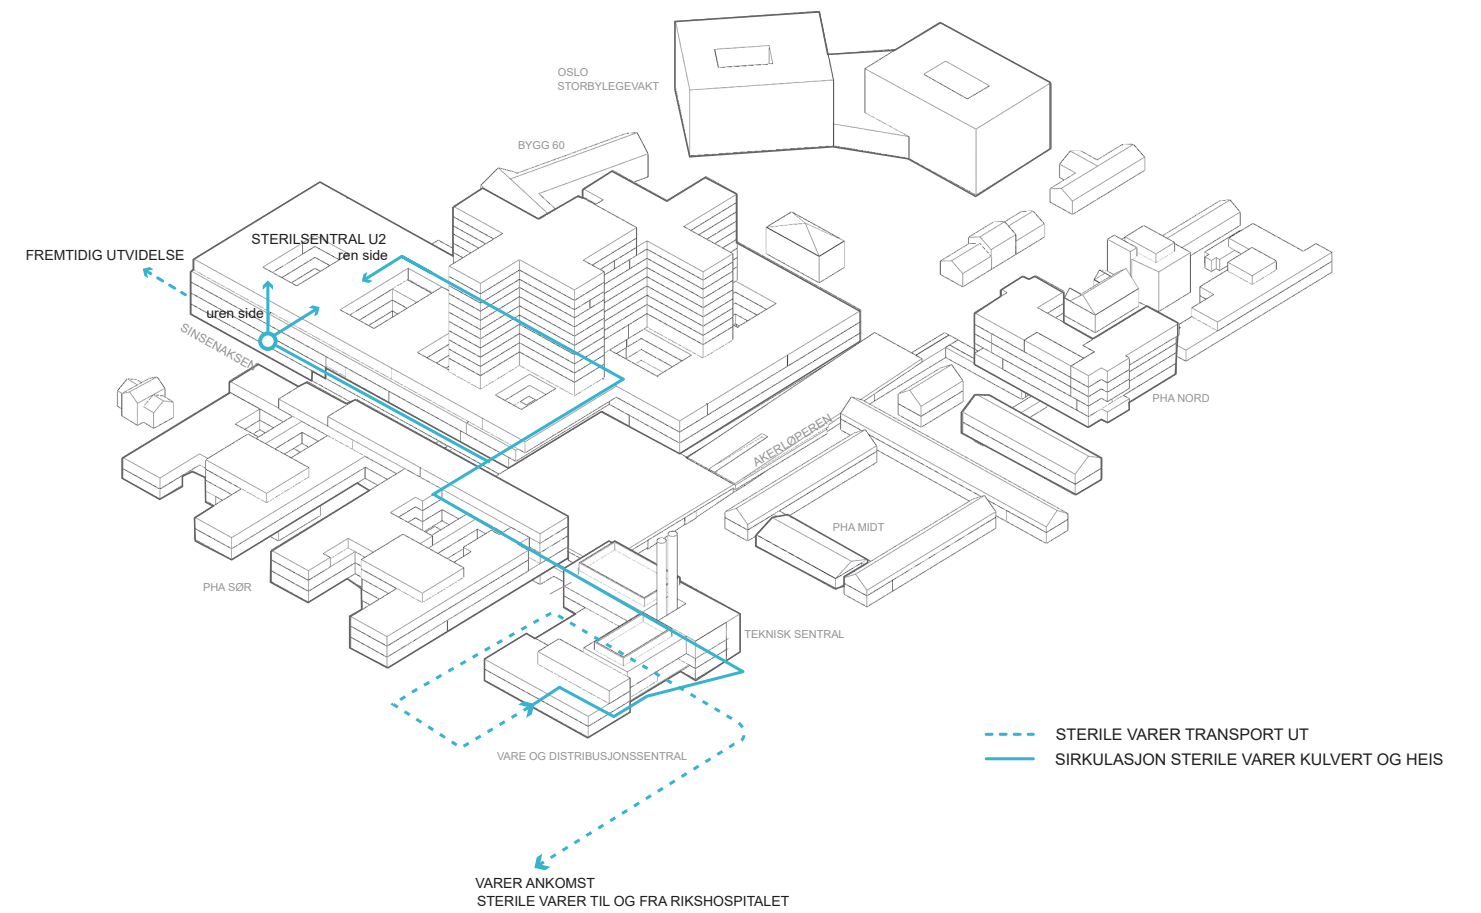 OSLO
STORBYLEGEVAKT
BYGG 60
STERILSENTRAL U2
ren side
FREMTIDIG UTVIDELSE
uren side
SINSENAKSEN
AKERLØPEREN
PHA NORD
PHA MIDT
PHA SØR
TEKNISK SENTRAL
VARE OG DISTRIBUSJONSSENTRAL
STERILE VARER TRANSPORT UT
SIRKULASJON STERILE VARER KULVERT OG HEIS
VARER ANKOMST
STERILE VARER TIL OG FRA RIKSHOSPITALET